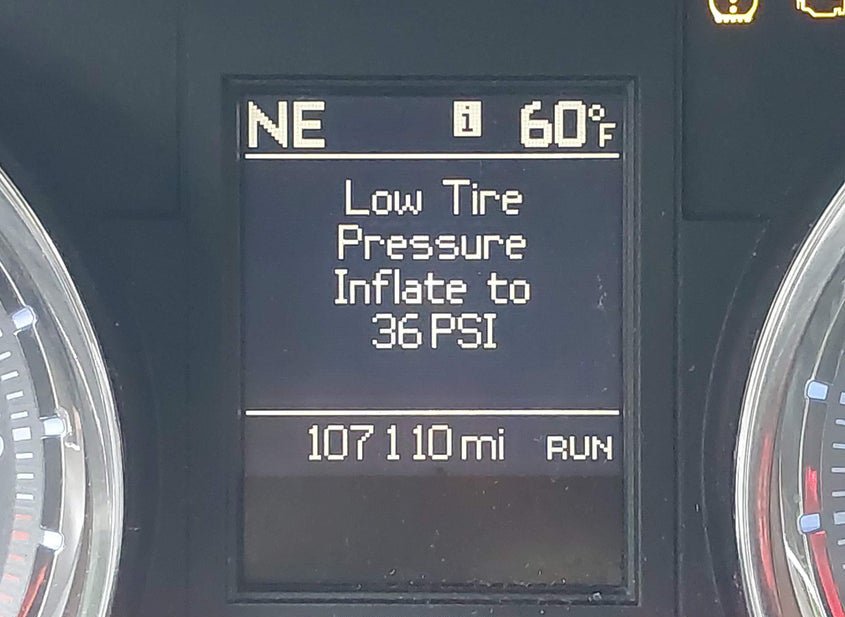 NE i 60°F
Low Tire
Pressure
Inflate to
36 PSI
107110 mi RUN